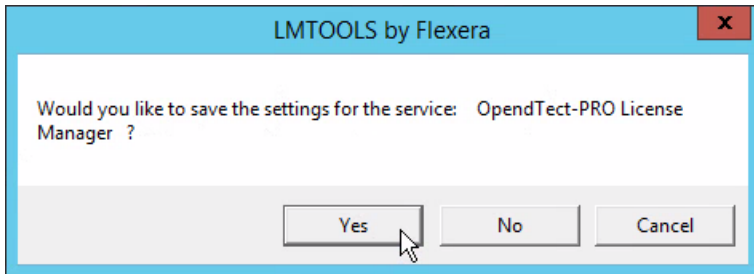 LMTOOLS by Flexera
x
Would you like to save the settings for the service:   OpendTect-PRO License
Manager   ?
Yes
No
Cancel